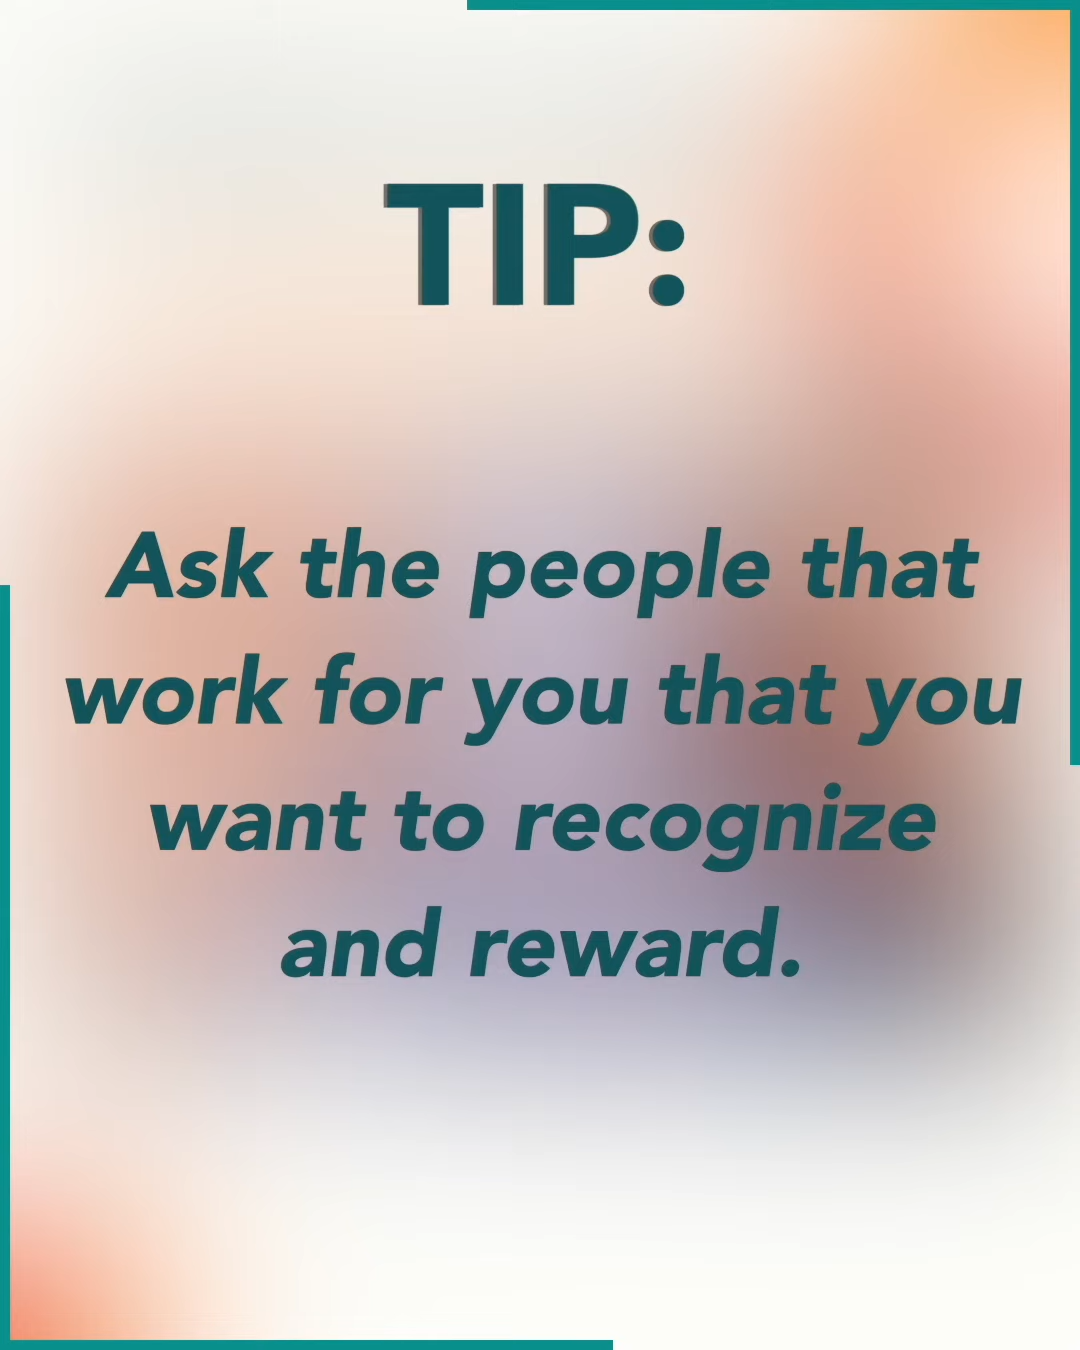 TIP:
Ask the people that
work for you that you
want to recognize
and reward.